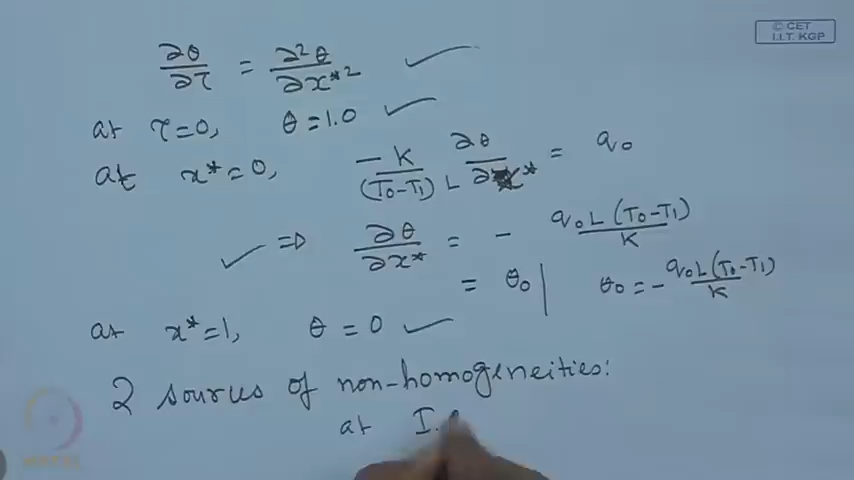 © CET
I.I.T. KGP
∂θ/∂τ = ∂²θ/∂x*² ✓
at τ=0, θ=1.0 ✓
at x*=0, -K/(T₀-T₁) L ∂θ/∂x* = q₀
✓ ⇒ ∂θ/∂x* = - q₀L(T₀-T₁)/K
= θ₀ | θ₀ = - q₀L(T₀-T₁)/K
at x*=1, θ = 0 ✓
2 sources of non-homogeneities:
at I.